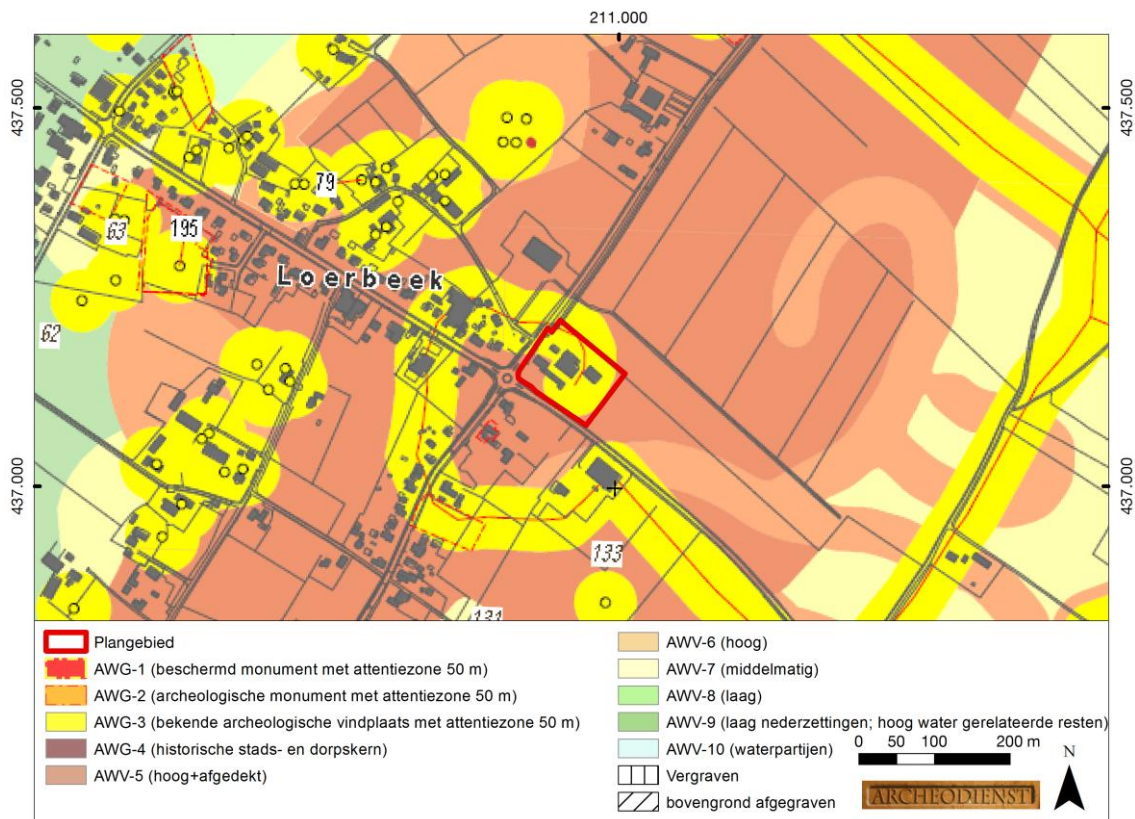 211.000
437.500
437.500
79
63
195
Loerbeek
62
437.000
437.000
133
131
Plangebied
AWG-1 (beschermd monument met attentiezone 50 m)
AWG-2 (archeologische monument met attentiezone 50 m)
AWG-3 (bekende archeologische vindplaats met attentiezone 50 m)
AWG-4 (historische stads- en dorpskern)
AWV-5 (hoog+afgedekt)
AWV-6 (hoog)
AWV-7 (middelmatig)
AWV-8 (laag)
AWV-9 (laag nederzettingen; hoog water gerelateerde resten)
AWV-10 (waterpartijen)
Vergraven
bovengrond afgegraven
0 50 100 200 m
N
ARCHEODIENST